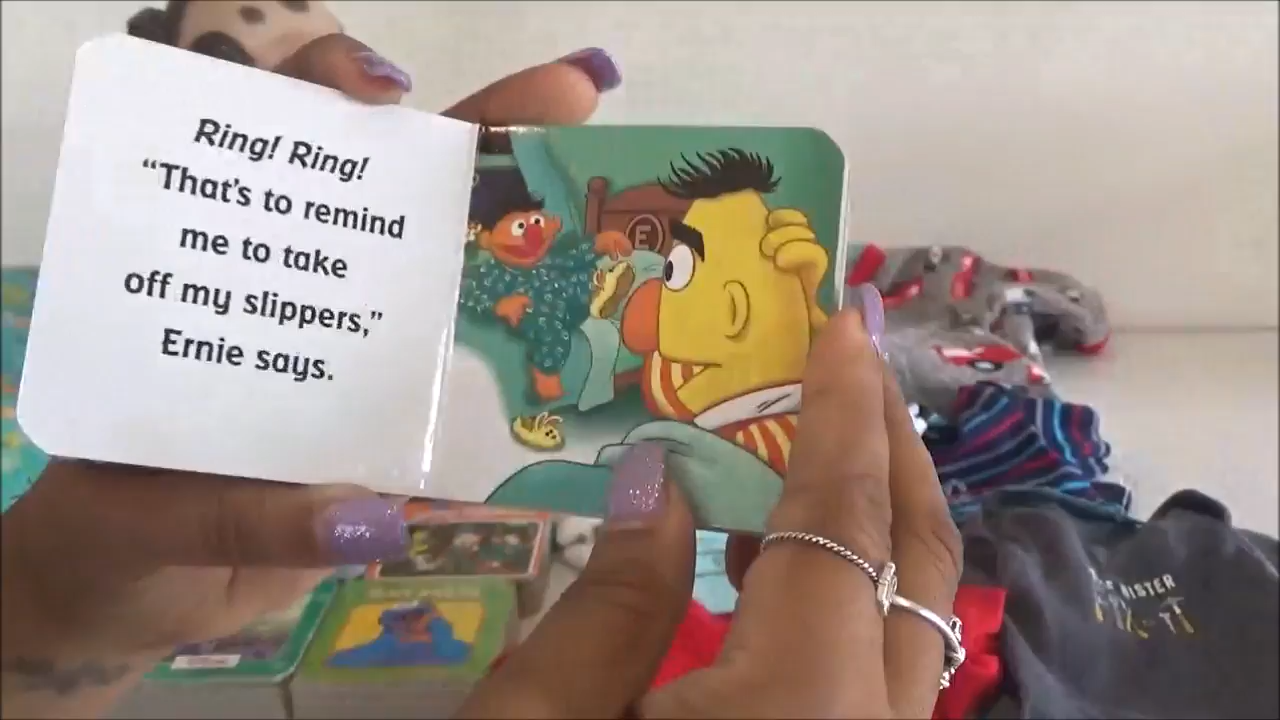 Ring! Ring!
“That’s to remind
me to take
off my slippers,”
Ernie says.
E